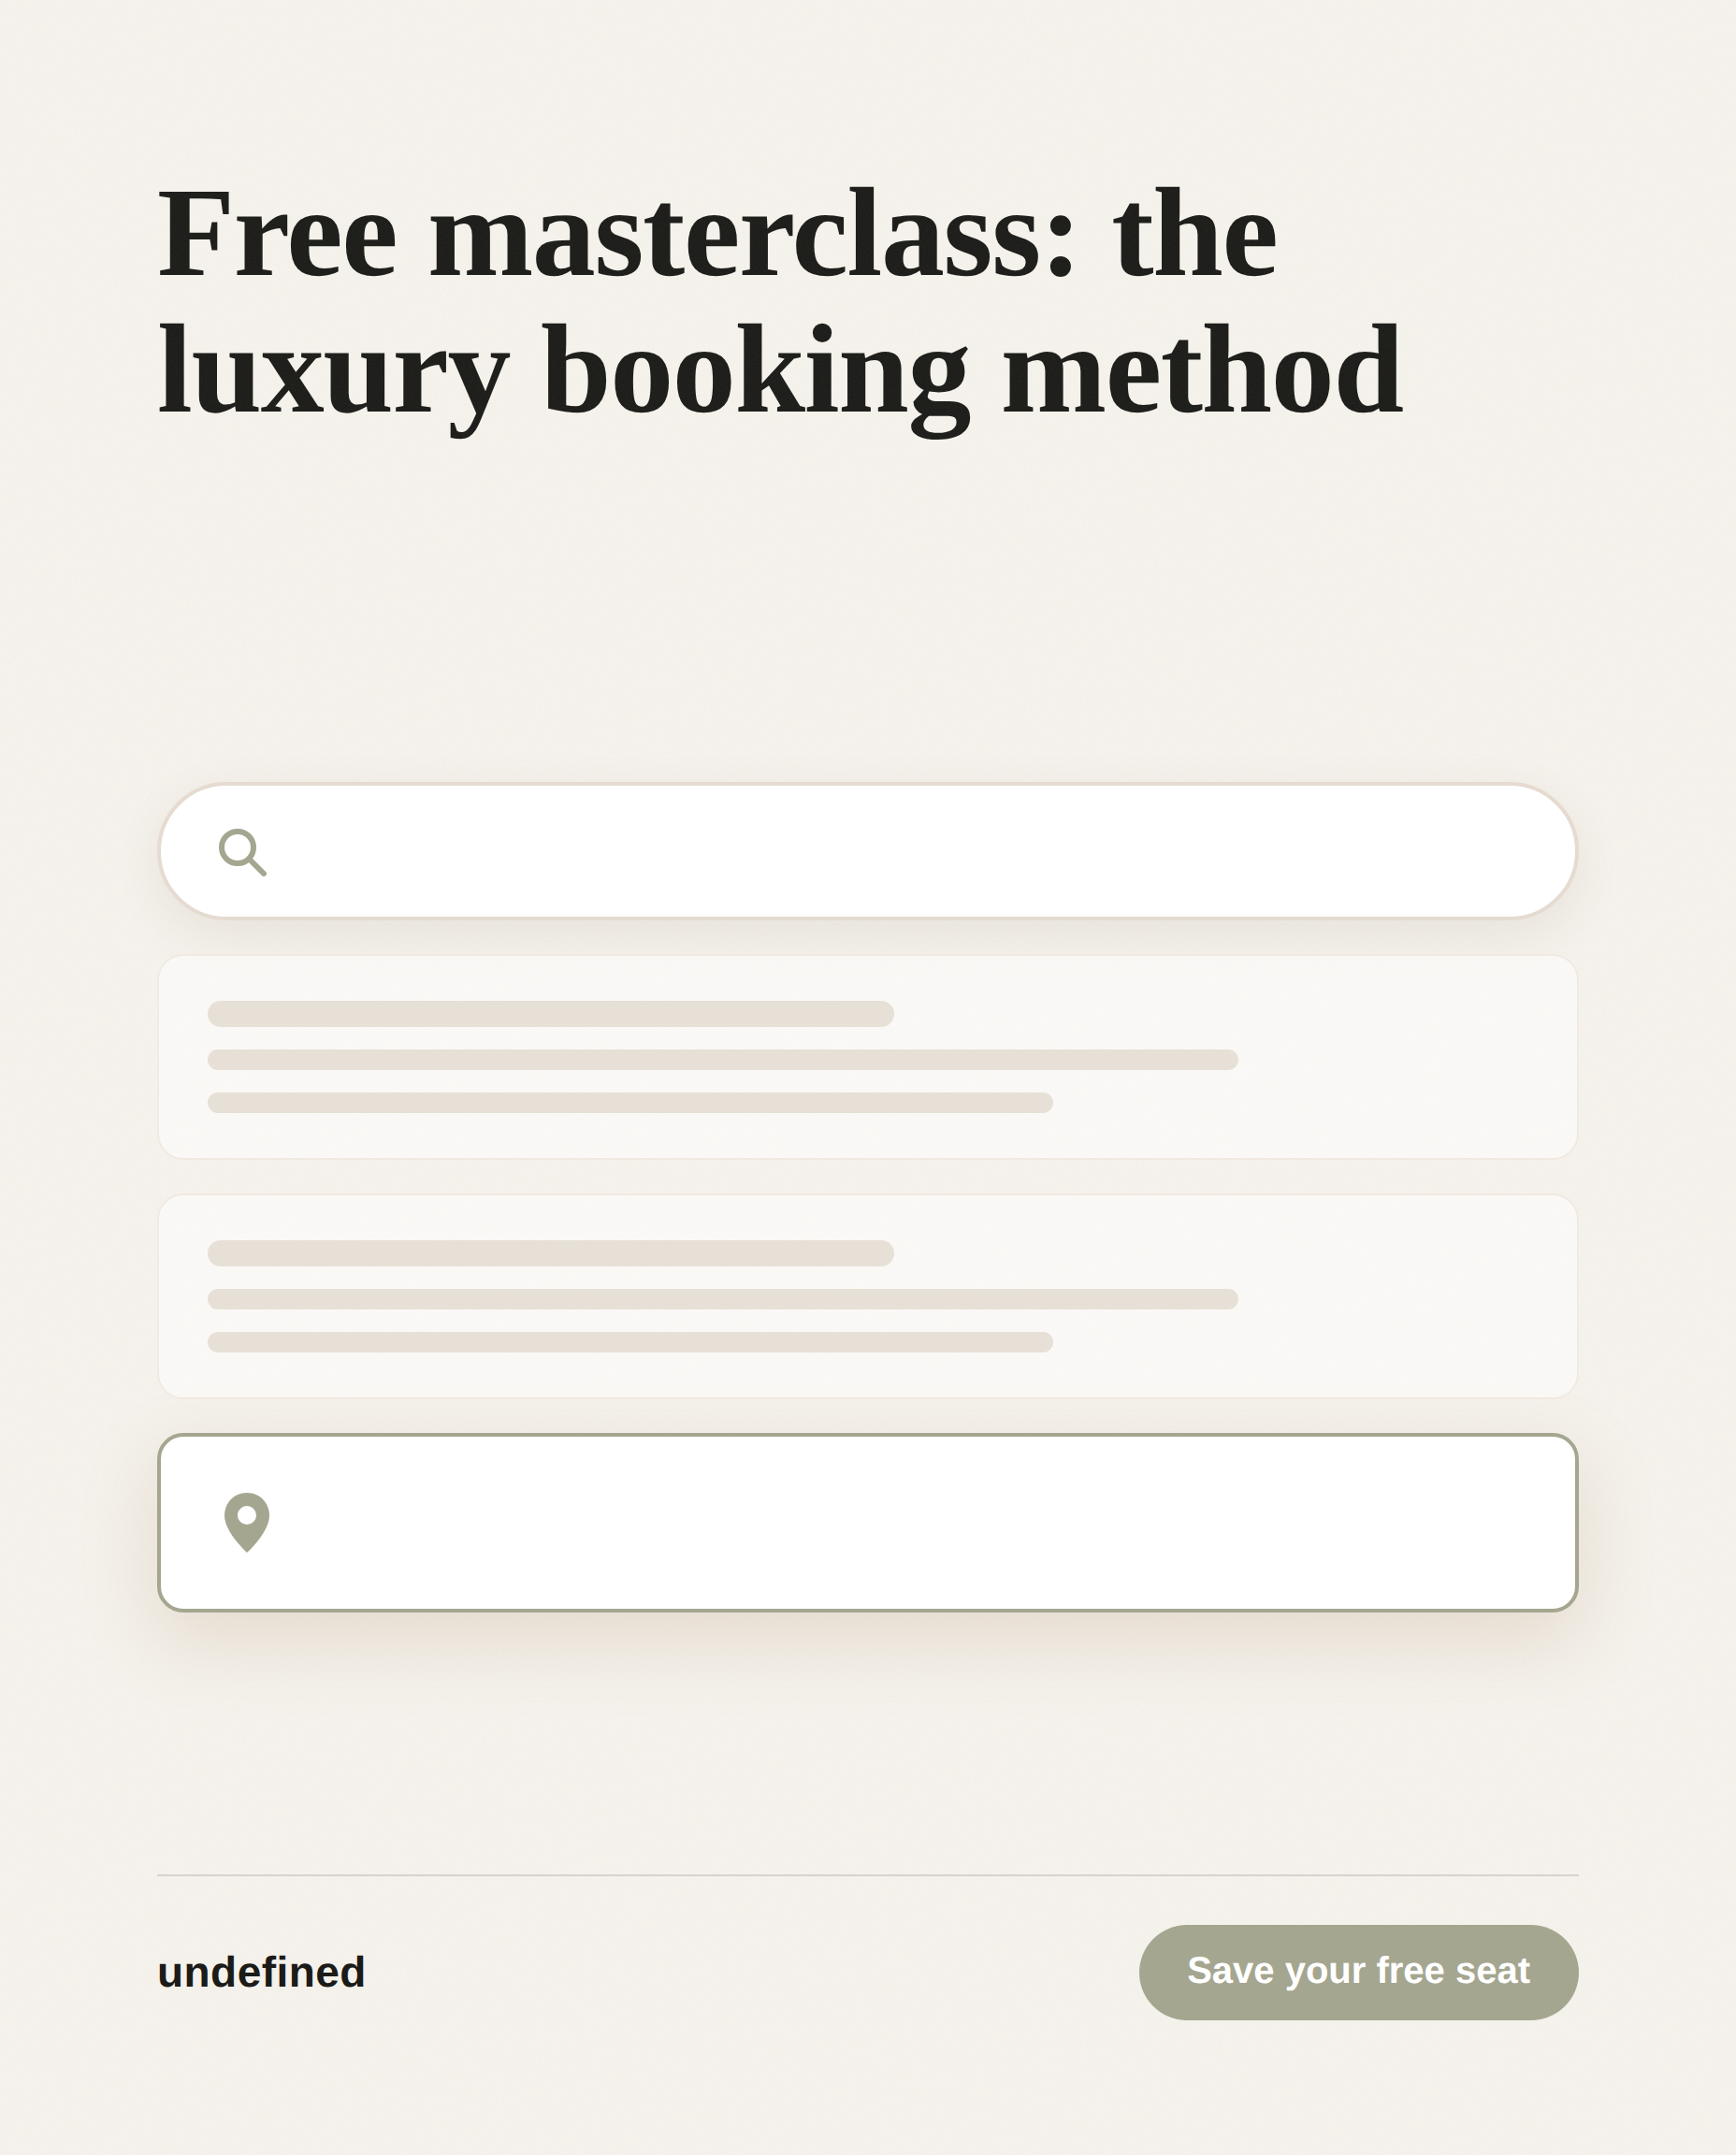 Free masterclass: the
luxury booking method
undefined
Save your free seat